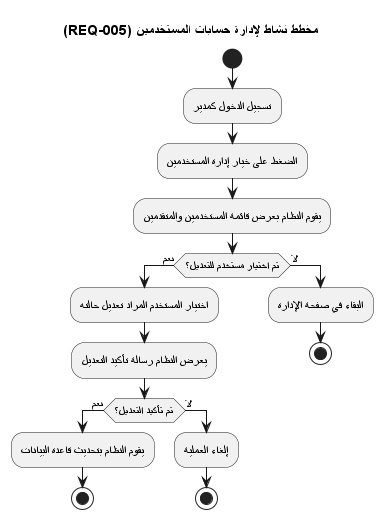 مخطط نشاط لإدارة حسابات المستخدمين (REQ-005)
تسجيل الدخول كمدير
الضغط على خيار إدارة المستخدمين
يقوم النظام بعرض قائمة المستخدمين والمتقدمين
تم اختيار مستخدم للتعديل؟
نعم
لا
اختيار المستخدم المراد تعديل حالته
البقاء في صفحة الإدارة
يعرض النظام رسالة تأكيد التعديل
تم تأكيد التعديل؟
نعم
لا
يقوم النظام بتحديث قاعدة البيانات
إلغاء العملية